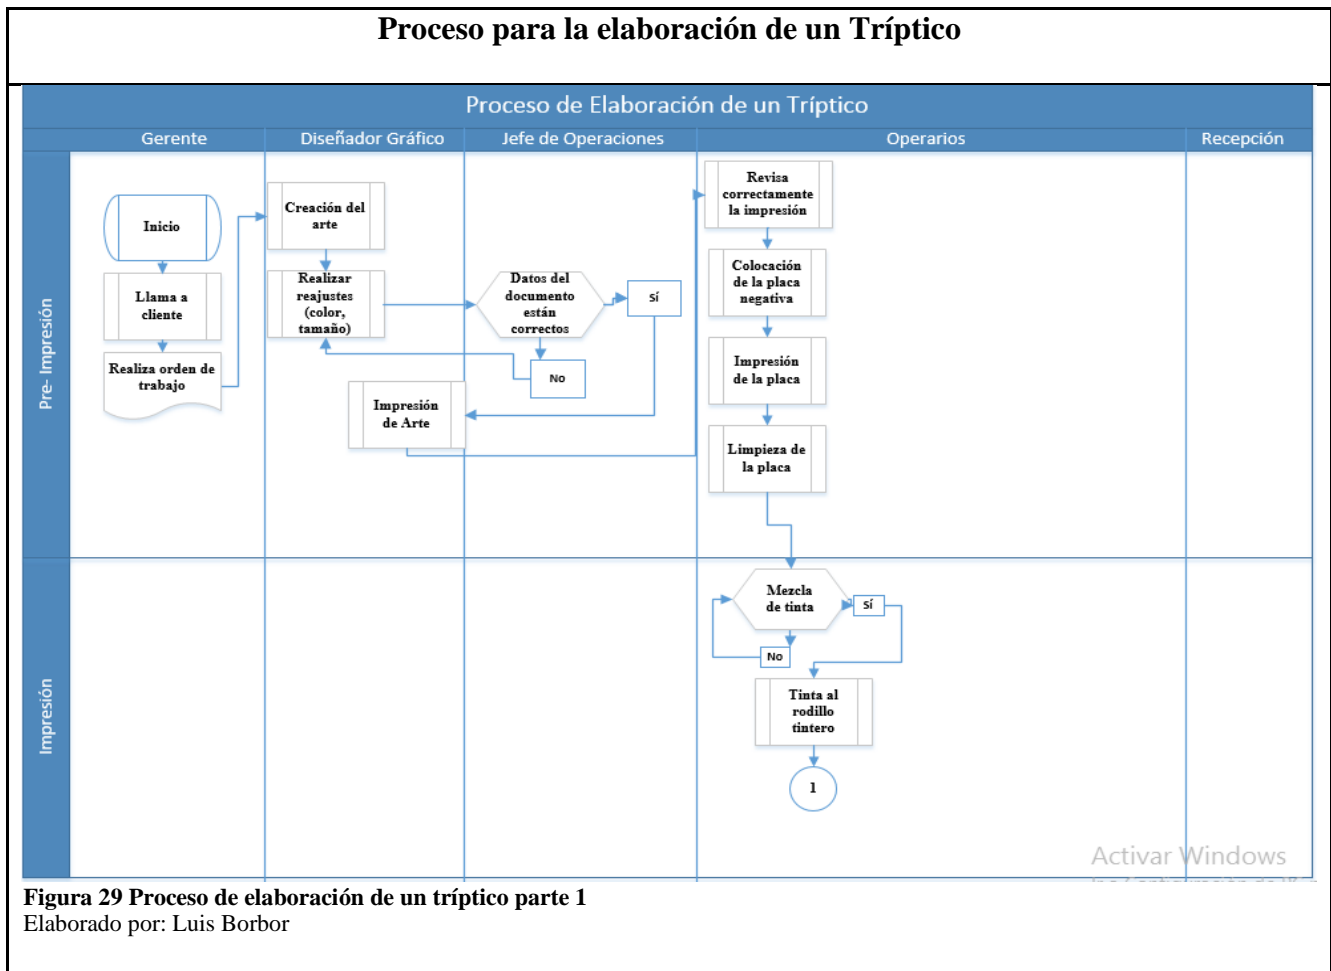 Proceso para la elaboración de un Tríptico
Proceso de Elaboración de un Tríptico
Gerente
Diseñador Gráfico
Jefe de Operaciones
Operarios
Recepción
Pre- Impresión
Inicio
Llama a
cliente
Realiza orden de
trabajo
Creación del
arte
Realizar
reajustes
(color,
tamaño)
Datos del
documento
están
correctos
Sí
No
Impresión
de Arte
Revisa
correctamente
la impresión
Colocación
de la placa
negativa
Impresión
de la placa
Limpieza de
la placa
Impresión
Mezcla
de tinta
Sí
No
Tinta al
rodillo
tintero
1
Activar Windows
Figura 29 Proceso de elaboración de un tríptico parte 1
Elaborado por: Luis Borbor